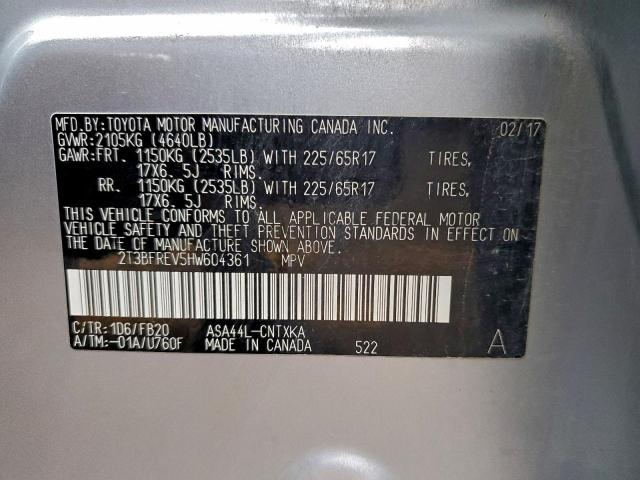 MFD.BY:TOYOTA MOTOR MANUFACTURING CANADA INC. 02/17
GVWR:2105KG (4640LB)
GAWR:FRT. 1150KG (2535LB) WITH 225/65R17 TIRES,
17X6.5J RIMS.
RR. 1150KG (2535LB) WITH 225/65R17 TIRES,
17X6.5J RIMS.
THIS VEHICLE CONFORMS TO ALL APPLICABLE FEDERAL MOTOR
VEHICLE SAFETY AND THEFT PREVENTION STANDARDS IN EFFECT ON
THE DATE OF MANUFACTURE SHOWN ABOVE.
2T3BFREV5HW604361 MPV
C/TR:1D6/FB20 ASA44L-CNTXKA
A/TM:-01A/U760F MADE IN CANADA 522 A